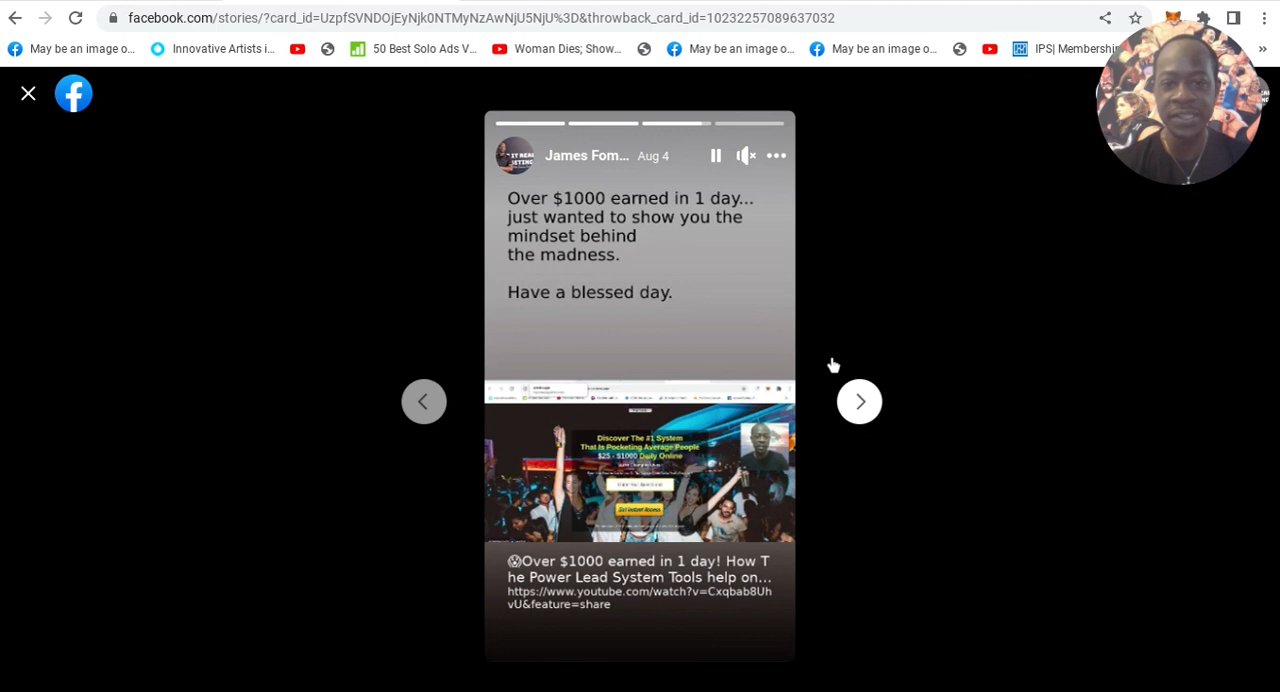 facebook.com/stories/?card_id=UzpfSVNDOjEyNjk0NTMyNzAwNjU5NjU%3D&throwback_card_id=10232257089637032
May be an image o...
Innovative Artists i...
50 Best Solo Ads V...
Woman Dies; Show...
May be an image o...
May be an image o...
IPS| Membership
James Fom... Aug 4
Over $1000 earned in 1 day...
just wanted to show you the
mindset behind
the madness.
Have a blessed day.
Discover The #1 System
That Is Pocketing Average People
$25 - $1000 Daily Online
Get Instant Access
😱Over $1000 earned in 1 day! How T
he Power Lead System Tools help on...
https://www.youtube.com/watch?v=Cxqbab8Uh
vU&feature=share